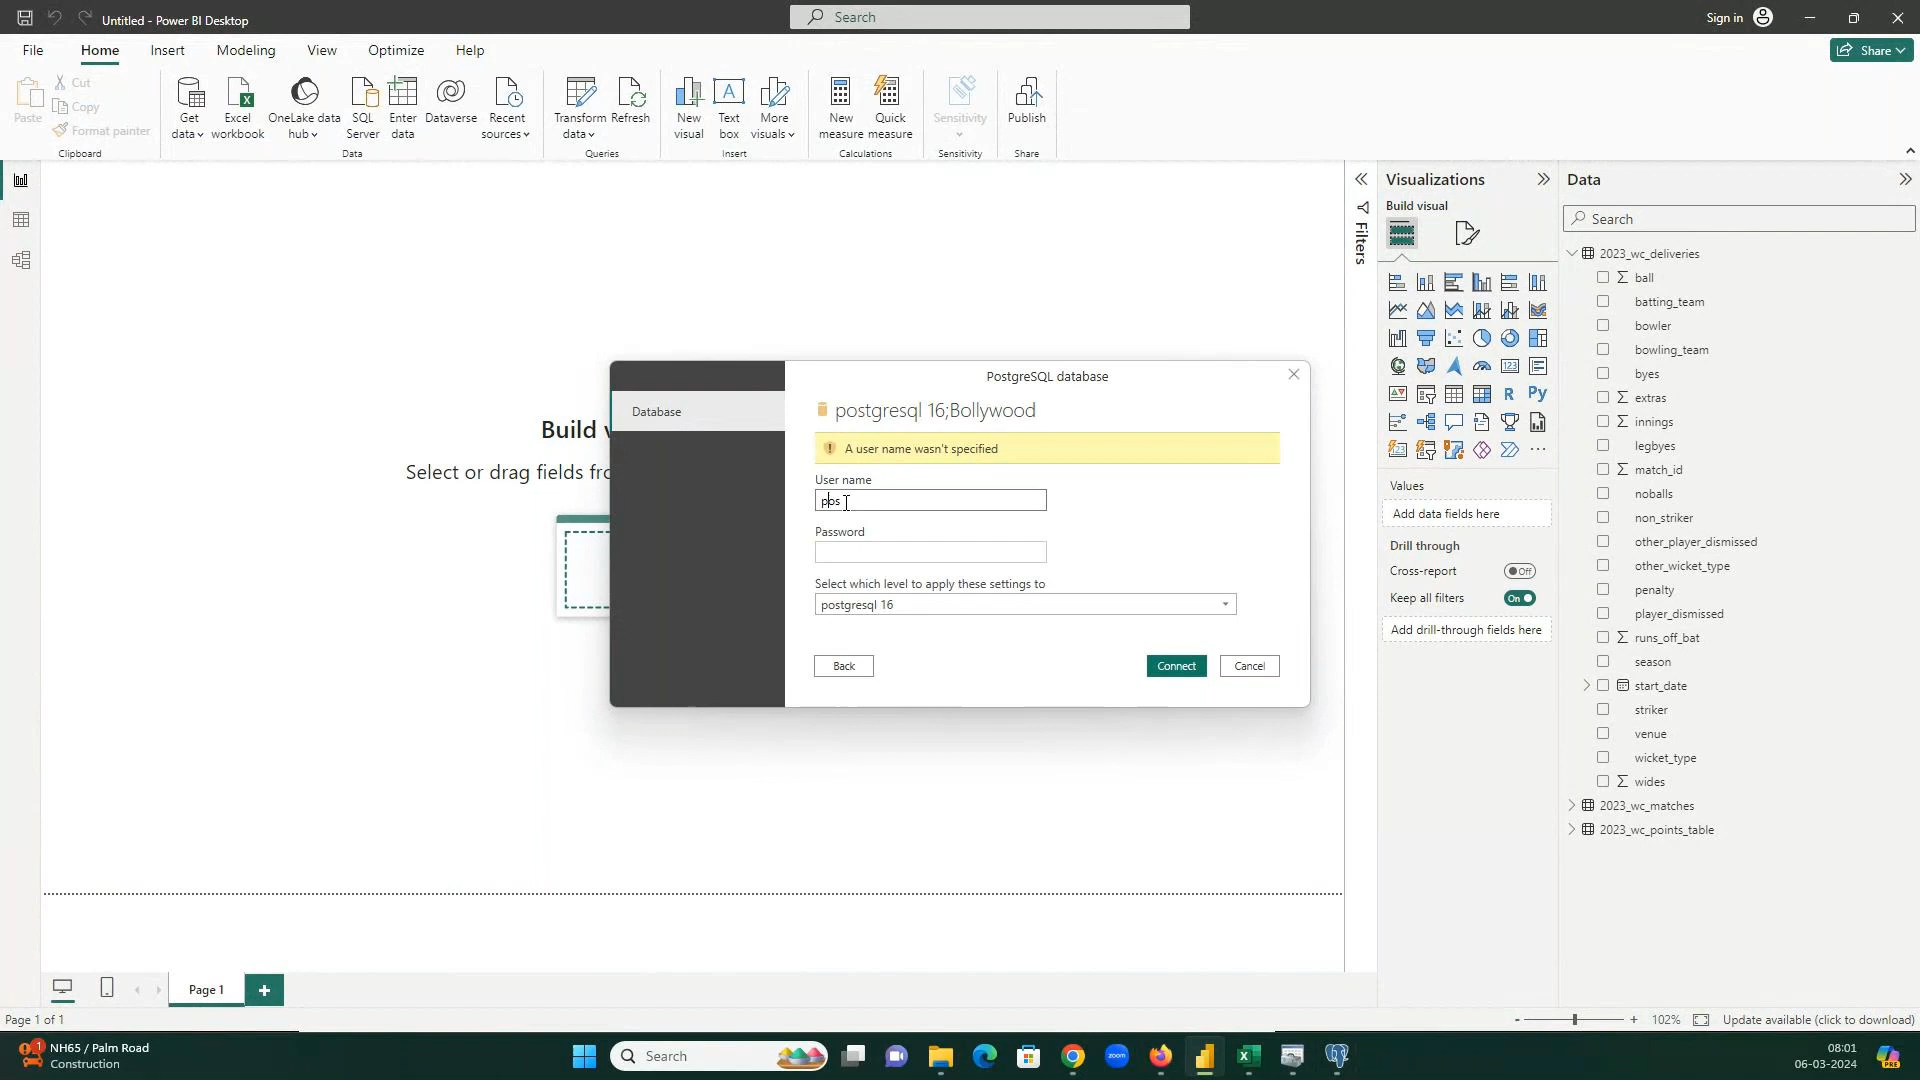 Untitled - Power BI Desktop
Search
Sign in
File
Home
Insert
Modeling
View
Optimize
Help
Share
Paste
Cut
Copy
Format painter
Clipboard
Get data
Excel workbook
OneLake data hub
SQL Server
Enter data
Dataverse
Recent sources
Data
Transform data
Refresh
Queries
New visual
Text box
More visuals
Insert
New measure
Quick measure
Calculations
Sensitivity
Sensitivity
Publish
Share
Build v
Select or drag fields fro
PostgreSQL database
Database
postgresql 16;Bollywood
A user name wasn't specified
User name
pos
Password
Select which level to apply these settings to
postgresql 16
Back
Connect
Cancel
Filters
Visualizations
Build visual
123
R
Py
123
Values
Add data fields here
Drill through
Cross-report
Off
Keep all filters
On
Add drill-through fields here
Data
Search
2023_wc_deliveries
∑ ball
batting_team
bowler
bowling_team
byes
∑ extras
∑ innings
legbyes
∑ match_id
noballs
non_striker
other_player_dismissed
other_wicket_type
penalty
player_dismissed
∑ runs_off_bat
season
start_date
striker
venue
wicket_type
∑ wides
2023_wc_matches
2023_wc_points_table
Page 1
+
Page 1 of 1
- + 102%
Update available (click to download)
1
NH65 / Palm Road
Construction
Search
zoom
08:01
06-03-2024
PRE